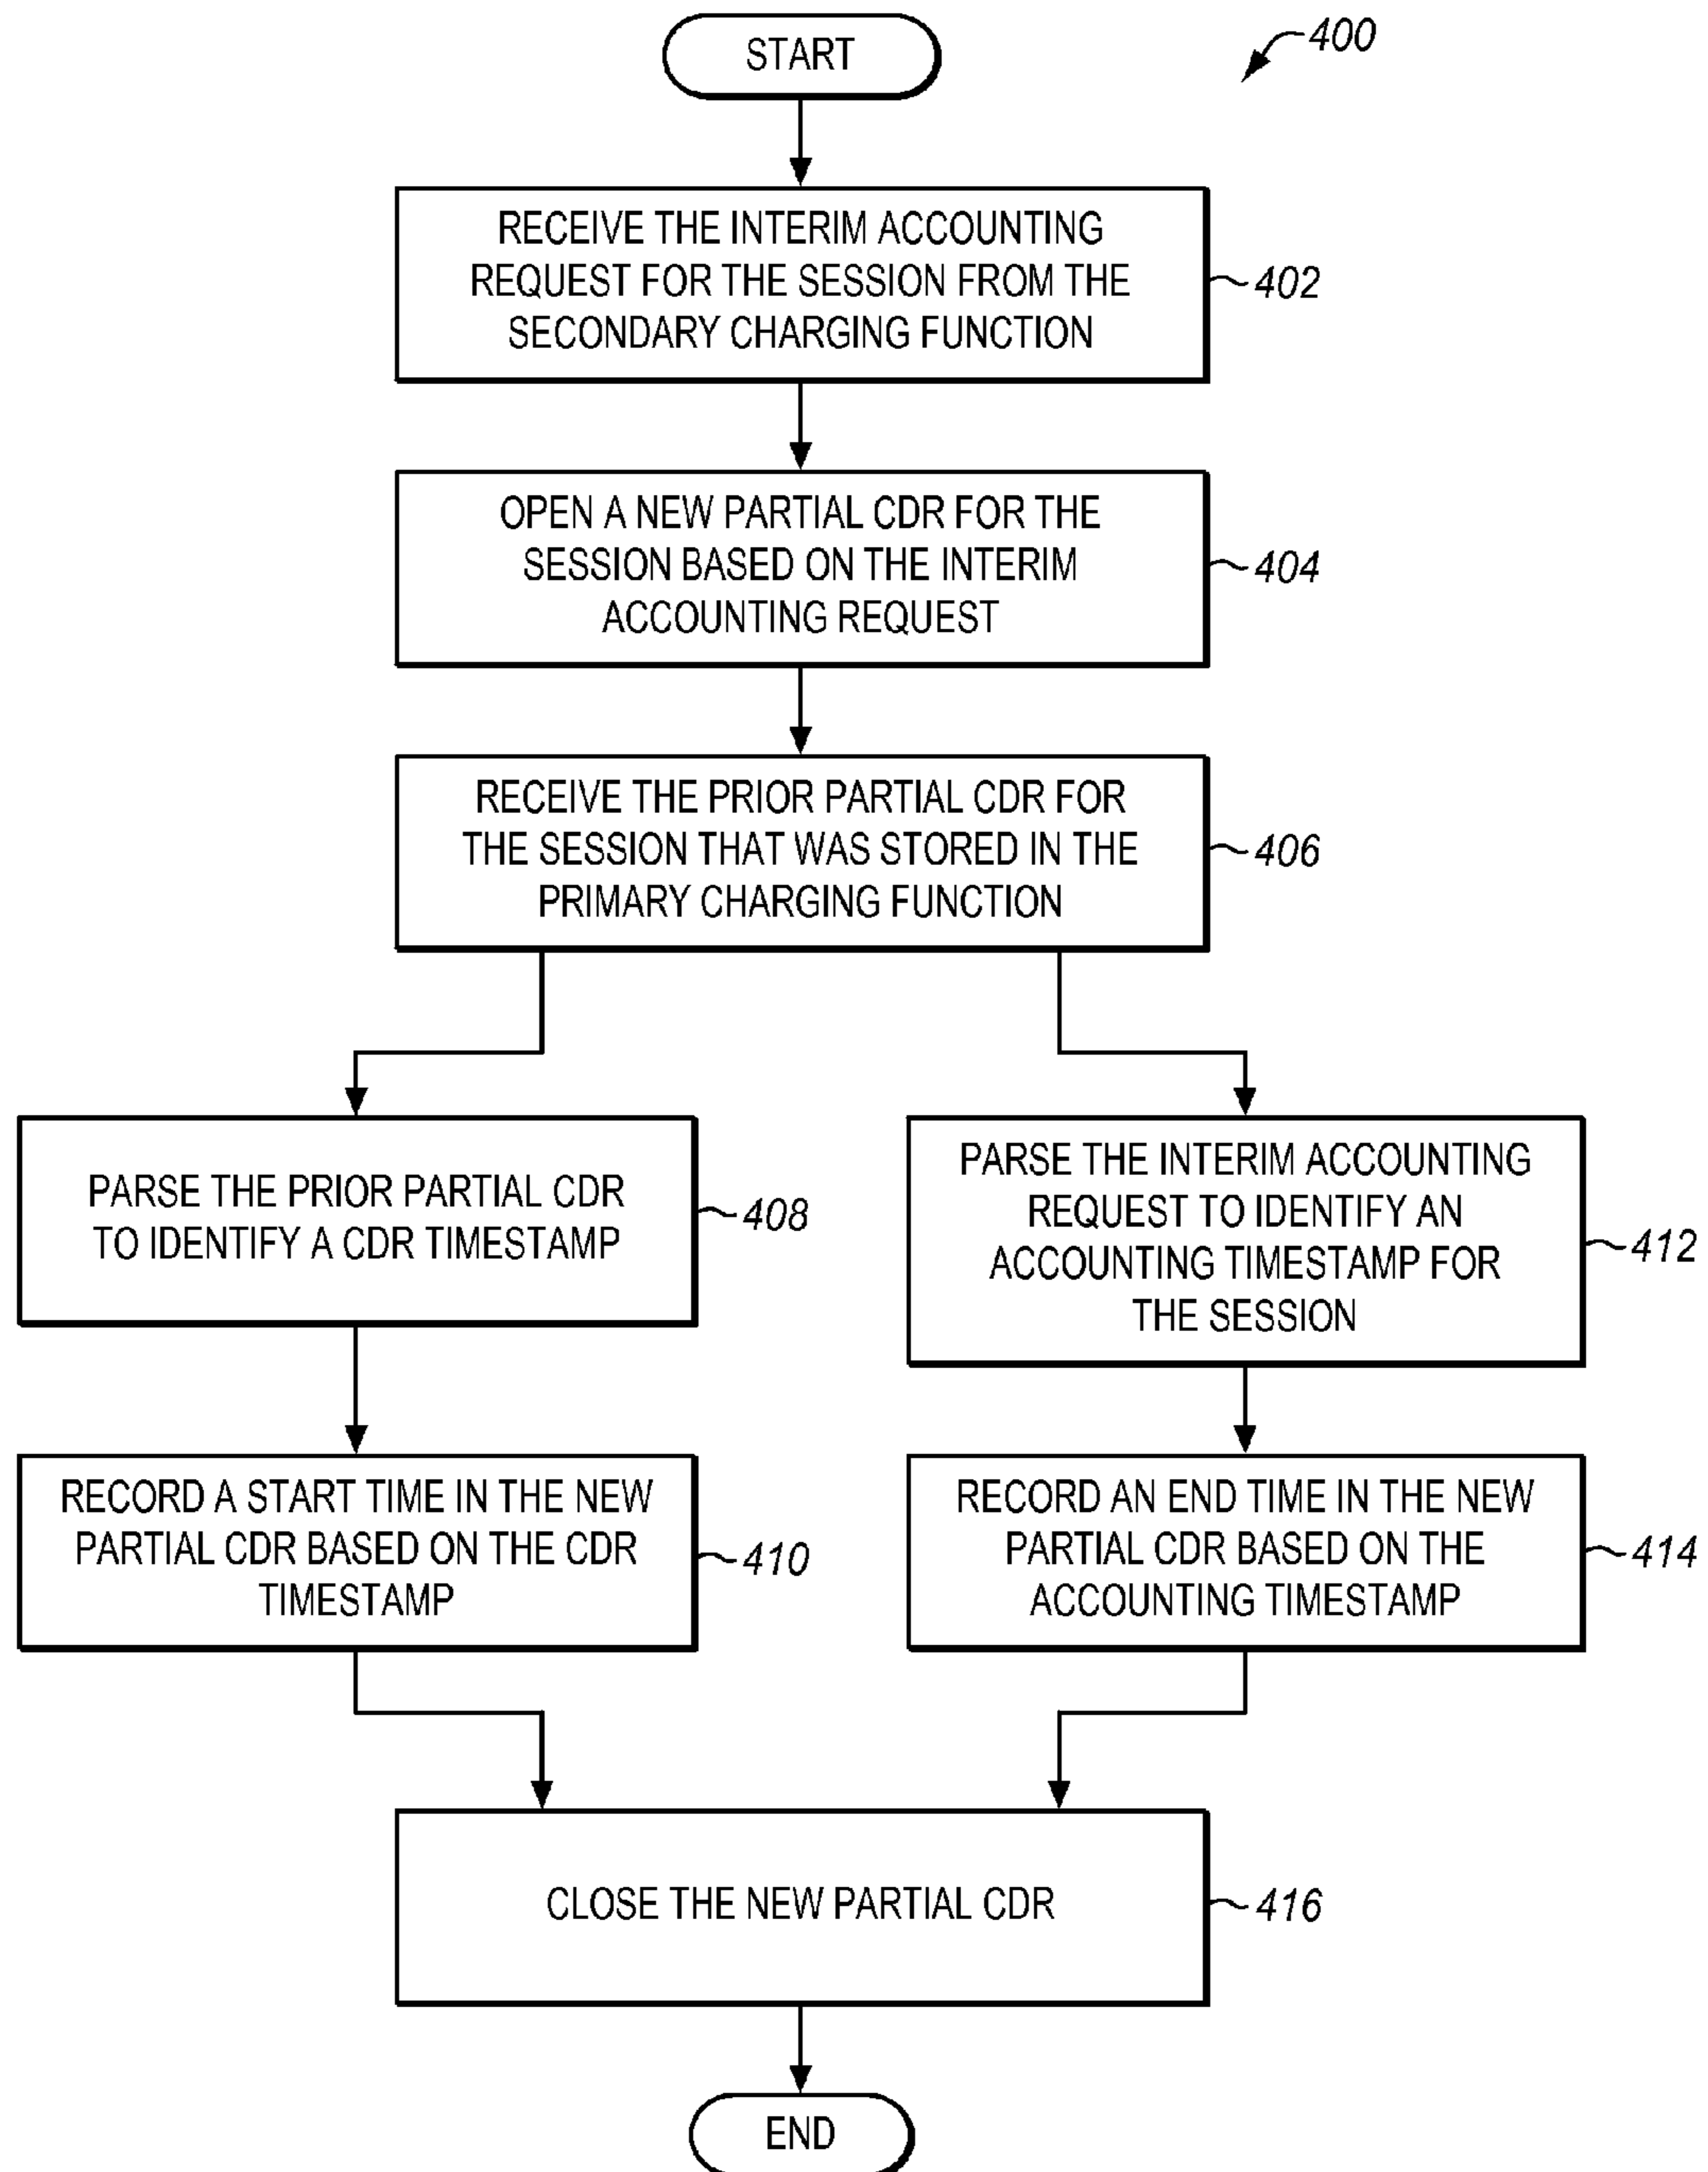 START
400
RECEIVE THE INTERIM ACCOUNTING
REQUEST FOR THE SESSION FROM THE
SECONDARY CHARGING FUNCTION
402
OPEN A NEW PARTIAL CDR FOR THE
SESSION BASED ON THE INTERIM
ACCOUNTING REQUEST
404
RECEIVE THE PRIOR PARTIAL CDR FOR
THE SESSION THAT WAS STORED IN THE
PRIMARY CHARGING FUNCTION
406
PARSE THE PRIOR PARTIAL CDR
TO IDENTIFY A CDR TIMESTAMP
408
PARSE THE INTERIM ACCOUNTING
REQUEST TO IDENTIFY AN
ACCOUNTING TIMESTAMP FOR
THE SESSION
412
RECORD A START TIME IN THE NEW
PARTIAL CDR BASED ON THE CDR
TIMESTAMP
410
RECORD AN END TIME IN THE NEW
PARTIAL CDR BASED ON THE
ACCOUNTING TIMESTAMP
414
CLOSE THE NEW PARTIAL CDR
416
END